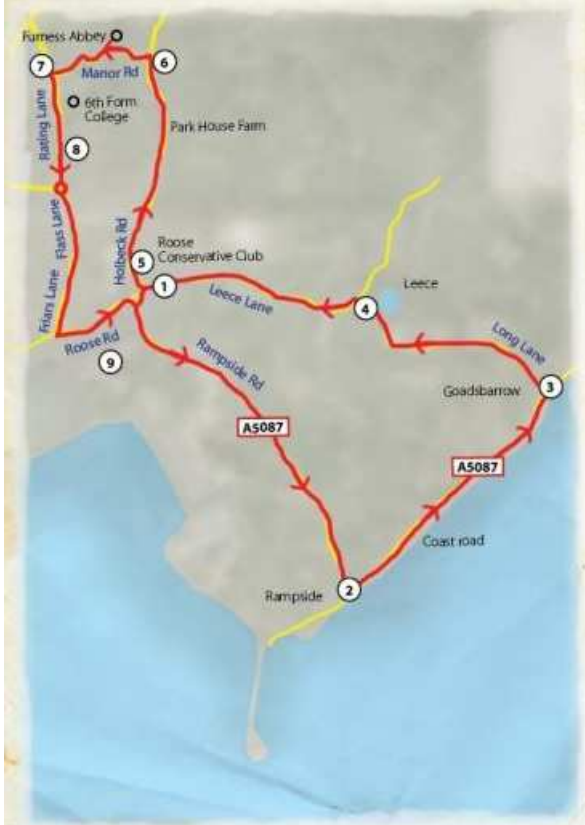 Furness Abbey
7
6
Manor Rd
6th Form
College
Rating Lane
Park House Farm
8
Flass Lane
Holbeck Rd
Roose
Conservative Club
5
1
Leece Lane
Leece
4
Friars Lane
Roose Rd
9
Rampside Rd
Long Lane
3
Goadsbarrow
A5087
A5087
Coast road
Rampside
2